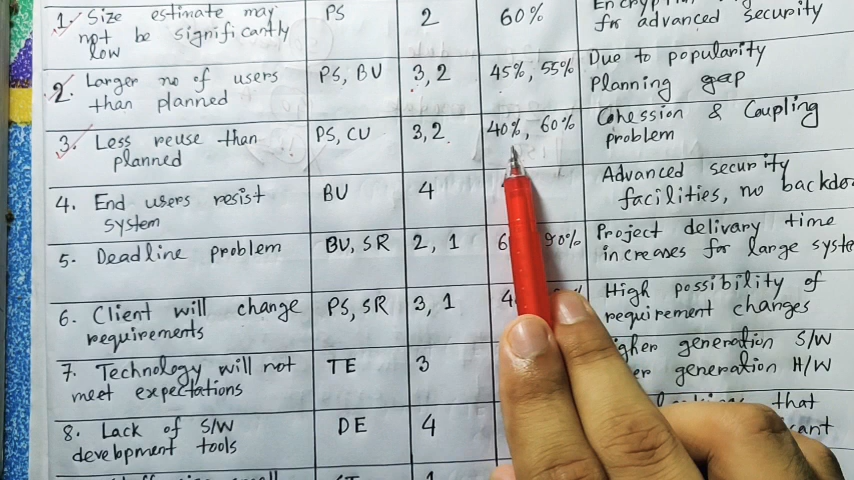 1. Size estimate may PS 2 60%
not be significantly for advanced security
low
2. Larger no of users PS, BU 3, 2 45%, 55% Due to popularity
than planned Planning gap
3. Less reuse than PS, CU 3, 2 40%, 60% Cohession & Coupling
planned problem
4. End users resist BU 4 Advanced security
system facilities, no
5. Deadline problem BU, SR 2, 1 90% Project delivary time
increases for large
6. Client will change PS, SR 3, 1 High possibility of
requirements requirement changes
7. Technology will not TE 3 generation S/W
meet expectations generation H/W
8. Lack of S/W DE 4 that
development tools